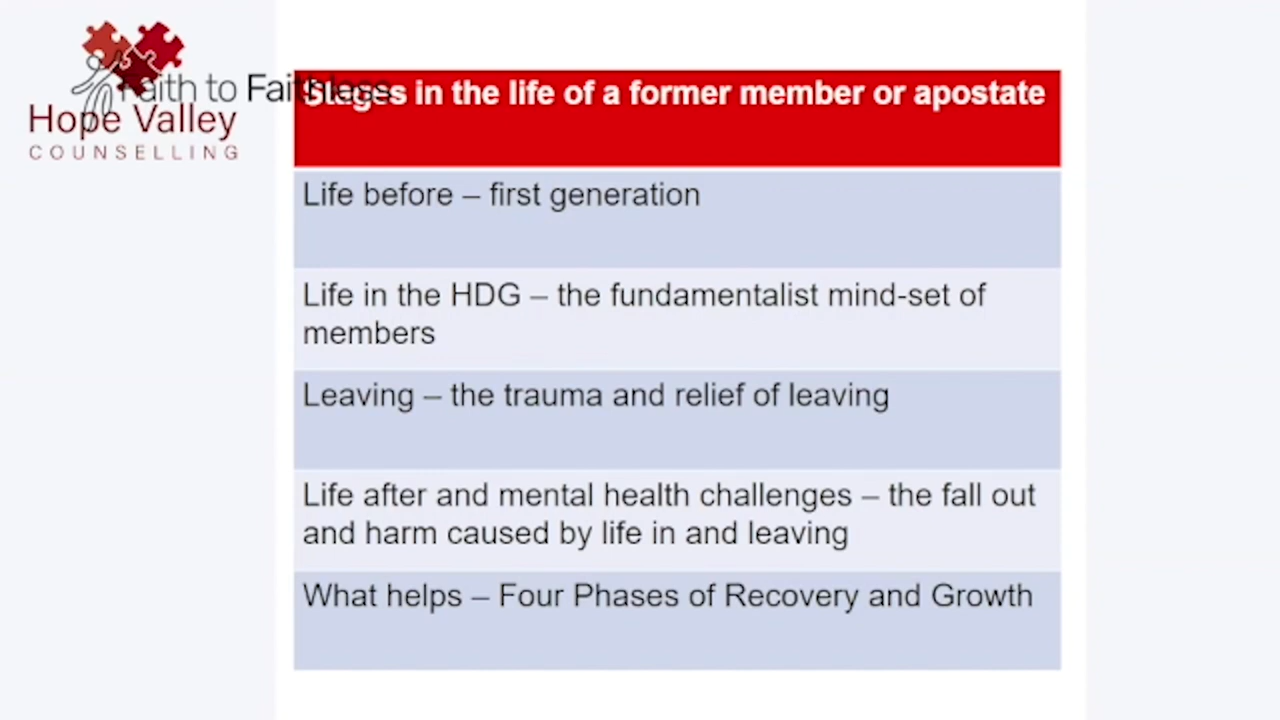 Faith to Faithless
Hope Valley
COUNSELLING
Stages in the life of a former member or apostate
Life before – first generation
Life in the HDG – the fundamentalist mind-set of
members
Leaving – the trauma and relief of leaving
Life after and mental health challenges – the fall out
and harm caused by life in and leaving
What helps – Four Phases of Recovery and Growth